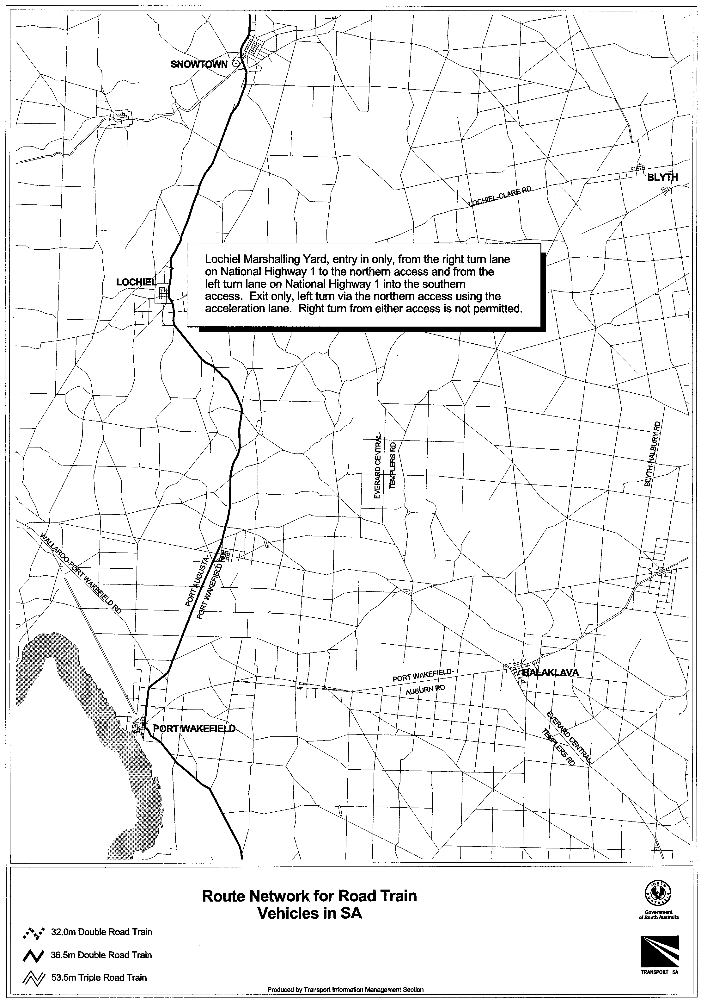 SNOWTOWN
BLYTH
LOCHIEL-CLARE RD
Lochiel Marshalling Yard, entry in only, from the right turn lane
on National Highway 1 to the northern access and from the
left turn lane on National Highway 1 into the southern
access. Exit only, left turn via the northern access using the
acceleration lane. Right turn from either access is not permitted.
LOCHIEL
EVERARD CENTRAL-
TEMPLERS RD
BLYTH-HALBURY RD
WALLAROO-PORT WAKEFIELD RD
PORT AUGUSTA-
PORT WAKEFIELD RD
PORT WAKEFIELD-
AUBURN RD
BALAKLAVA
EVERARD CENTRAL-
TEMPLERS RD
PORT WAKEFIELD
Route Network for Road Train
Vehicles in SA
32.0m Double Road Train
36.5m Double Road Train
53.5m Triple Road Train
SOUTH
AUSTRALIA
Government
of South Australia
TRANSPORT SA
Produced by Transport Information Management Section